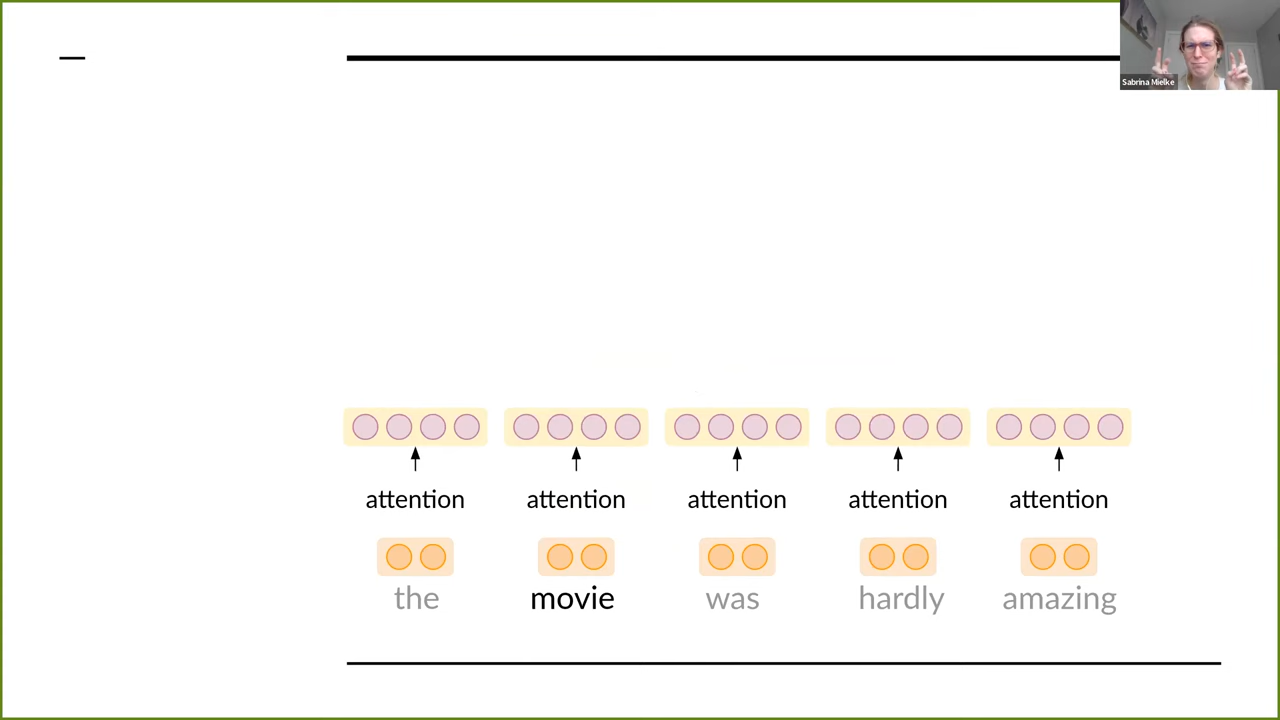 Sabrina Mielke
attention attention attention attention attention
the movie was hardly amazing